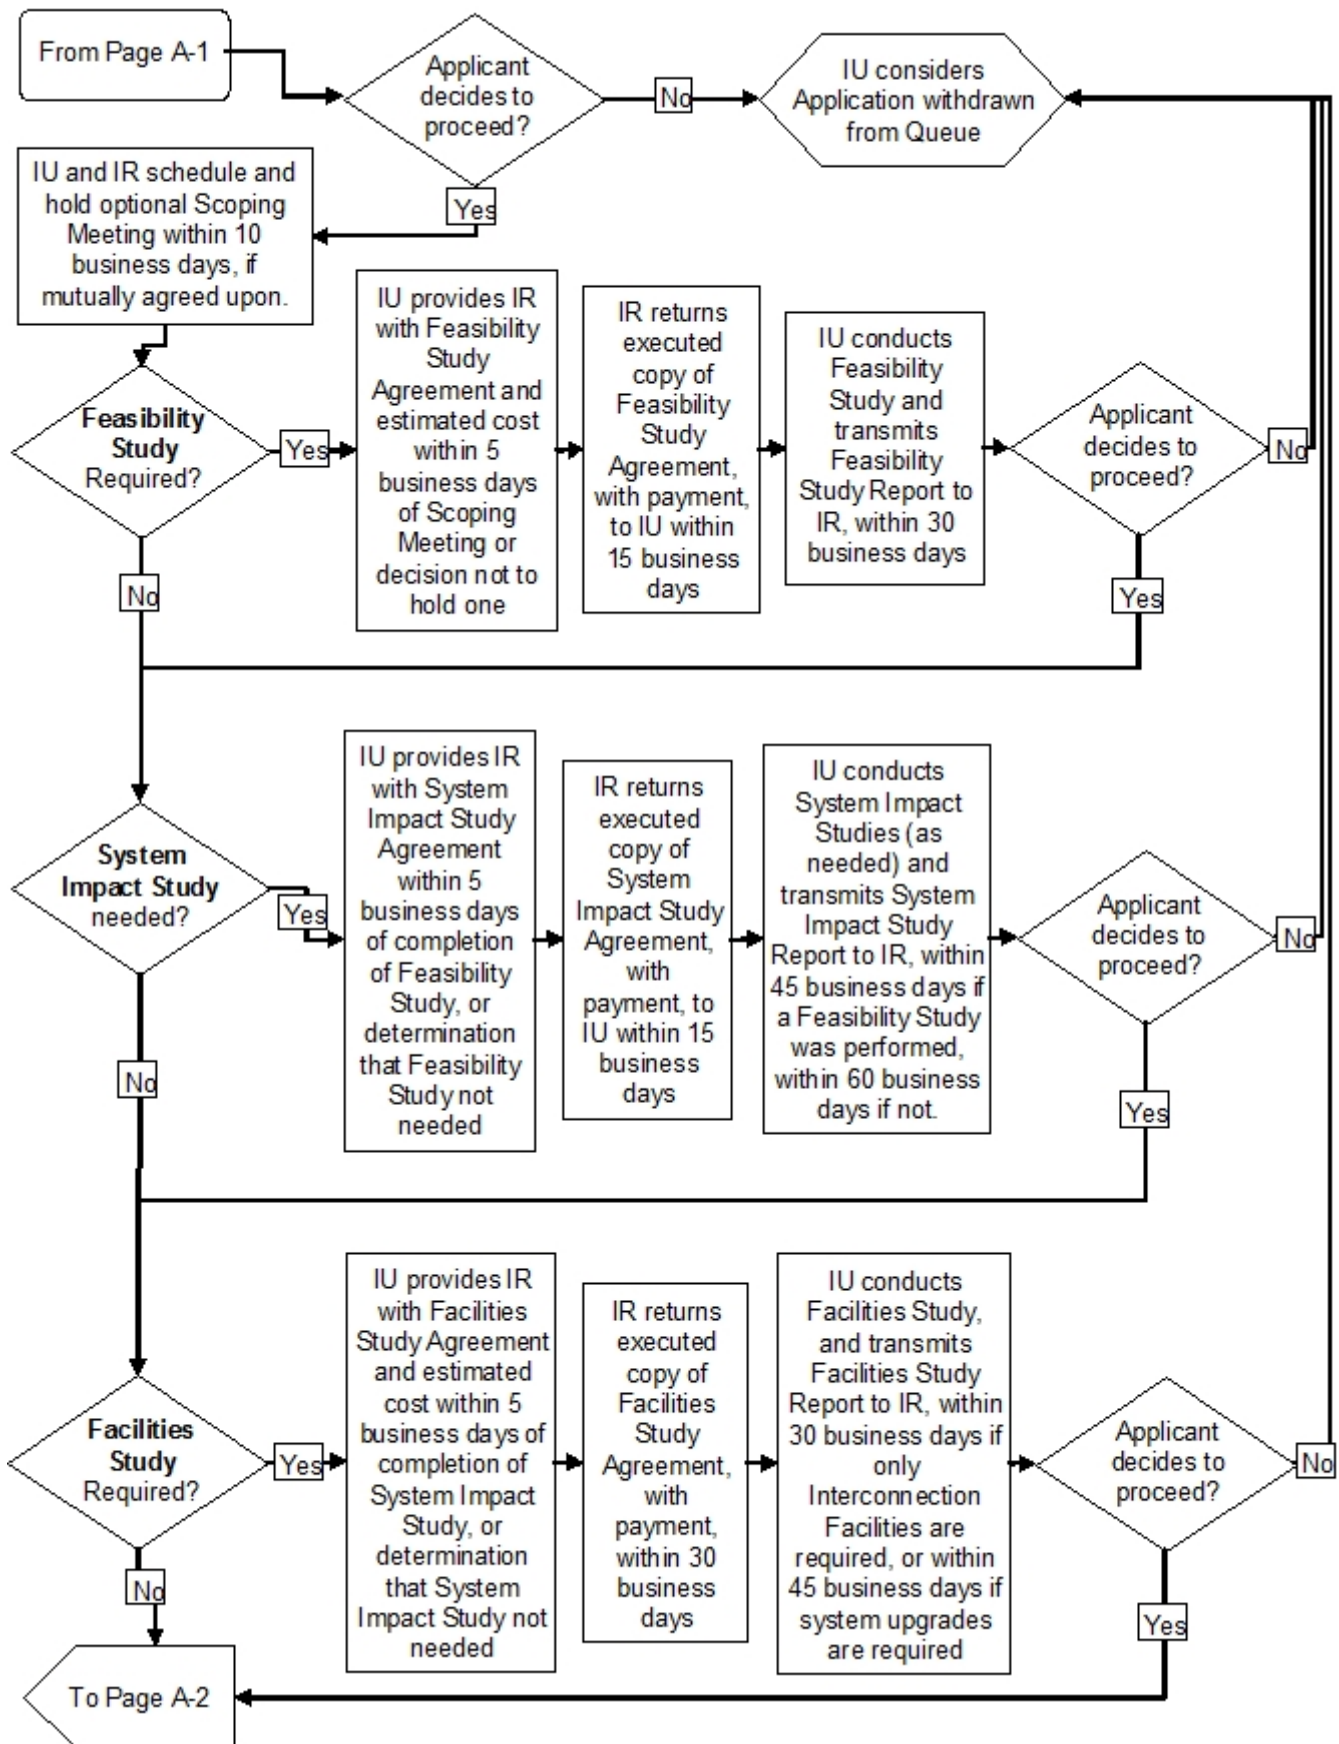 From Page A-1
Applicant
decides to
proceed?
No
IU considers
Application withdrawn
from Queue
Yes
IU and IR schedule and
hold optional Scoping
Meeting within 10
business days, if
mutually agreed upon.
Feasibility
Study
Required?
Yes
IU provides IR
with Feasibility
Study
Agreement and
estimated cost
within 5
business days
of Scoping
Meeting or
decision not to
hold one
IR returns
executed
copy of
Feasibility
Study
Agreement,
with payment,
to IU within
15 business
days
IU conducts
Feasibility
Study and
transmits
Feasibility
Study Report to
IR, within 30
business days
Applicant
decides to
proceed?
No
No
Yes
System
Impact Study
needed?
Yes
IU provides IR
with System
Impact Study
Agreement
within 5
business days
of completion
of Feasibility
Study, or
determination
that Feasibility
Study not
needed
IR returns
executed
copy of
System
Impact Study
Agreement,
with
payment, to
IU within 15
business
days
IU conducts
System Impact
Studies (as
needed) and
transmits System
Impact Study
Report to IR, within
45 business days if
a Feasibility Study
was performed,
within 60 business
days if not.
Applicant
decides to
proceed?
No
No
Yes
Facilities
Study
Required?
Yes
IU provides IR
with Facilities
Study Agreement
and estimated
cost within 5
business days of
completion of
System Impact
Study, or
determination
that System
Impact Study not
needed
IR returns
executed
copy of
Facilities
Study
Agreement,
with
payment,
within 30
business
days
IU conducts
Facilities Study,
and transmits
Facilities Study
Report to IR, within
30 business days if
only
Interconnection
Facilities are
required, or within
45 business days if
system upgrades
are required
Applicant
decides to
proceed?
No
No
Yes
To Page A-2